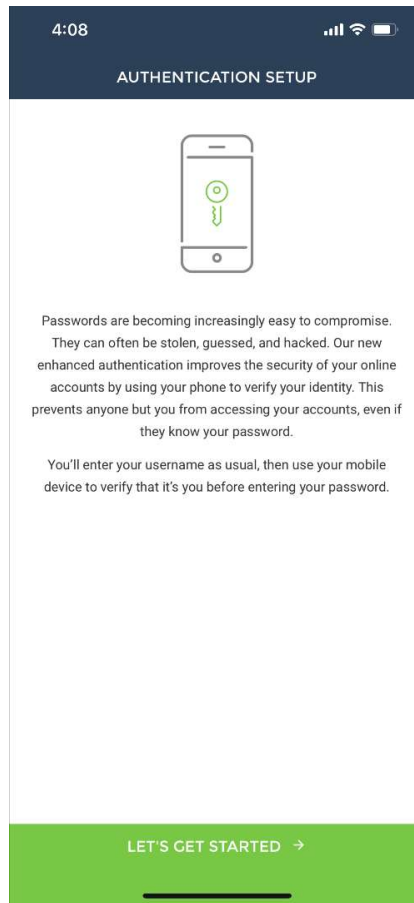 4:08
AUTHENTICATION SETUP
Passwords are becoming increasingly easy to compromise.
They can often be stolen, guessed, and hacked. Our new
enhanced authentication improves the security of your online
accounts by using your phone to verify your identity. This
prevents anyone but you from accessing your accounts, even if
they know your password.
You'll enter your username as usual, then use your mobile
device to verify that it's you before entering your password.
LET'S GET STARTED →